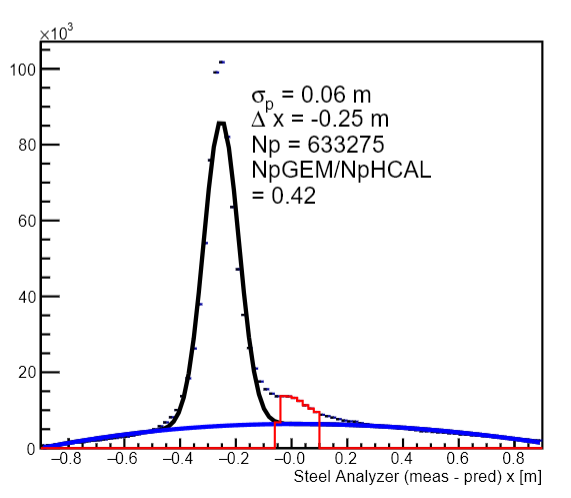 ×10³
100
80
60
40
20
0
σp = 0.06 m
Δ x = -0.25 m
Np = 633275
NpGEM/NpHCAL
= 0.42
−0.8 −0.6 −0.4 −0.2 −0.0 0.2 0.4 0.6 0.8
Steel Analyzer (meas - pred) x [m]